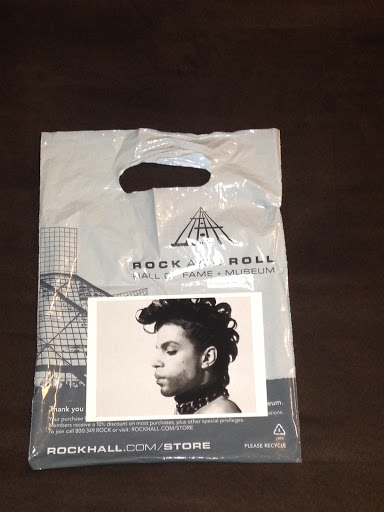 ROCK AND ROLL
HALL OF FAME + MUSEUM
Thank you
eum.
Your purchase
ations.
Members receive a 10% discount on most purchases, plus other special privileges.
To join call 800.349.ROCK or visit ROCKHALL.COM/STORE
ROCKHALL.COM/STORE
PLEASE RECYCLE